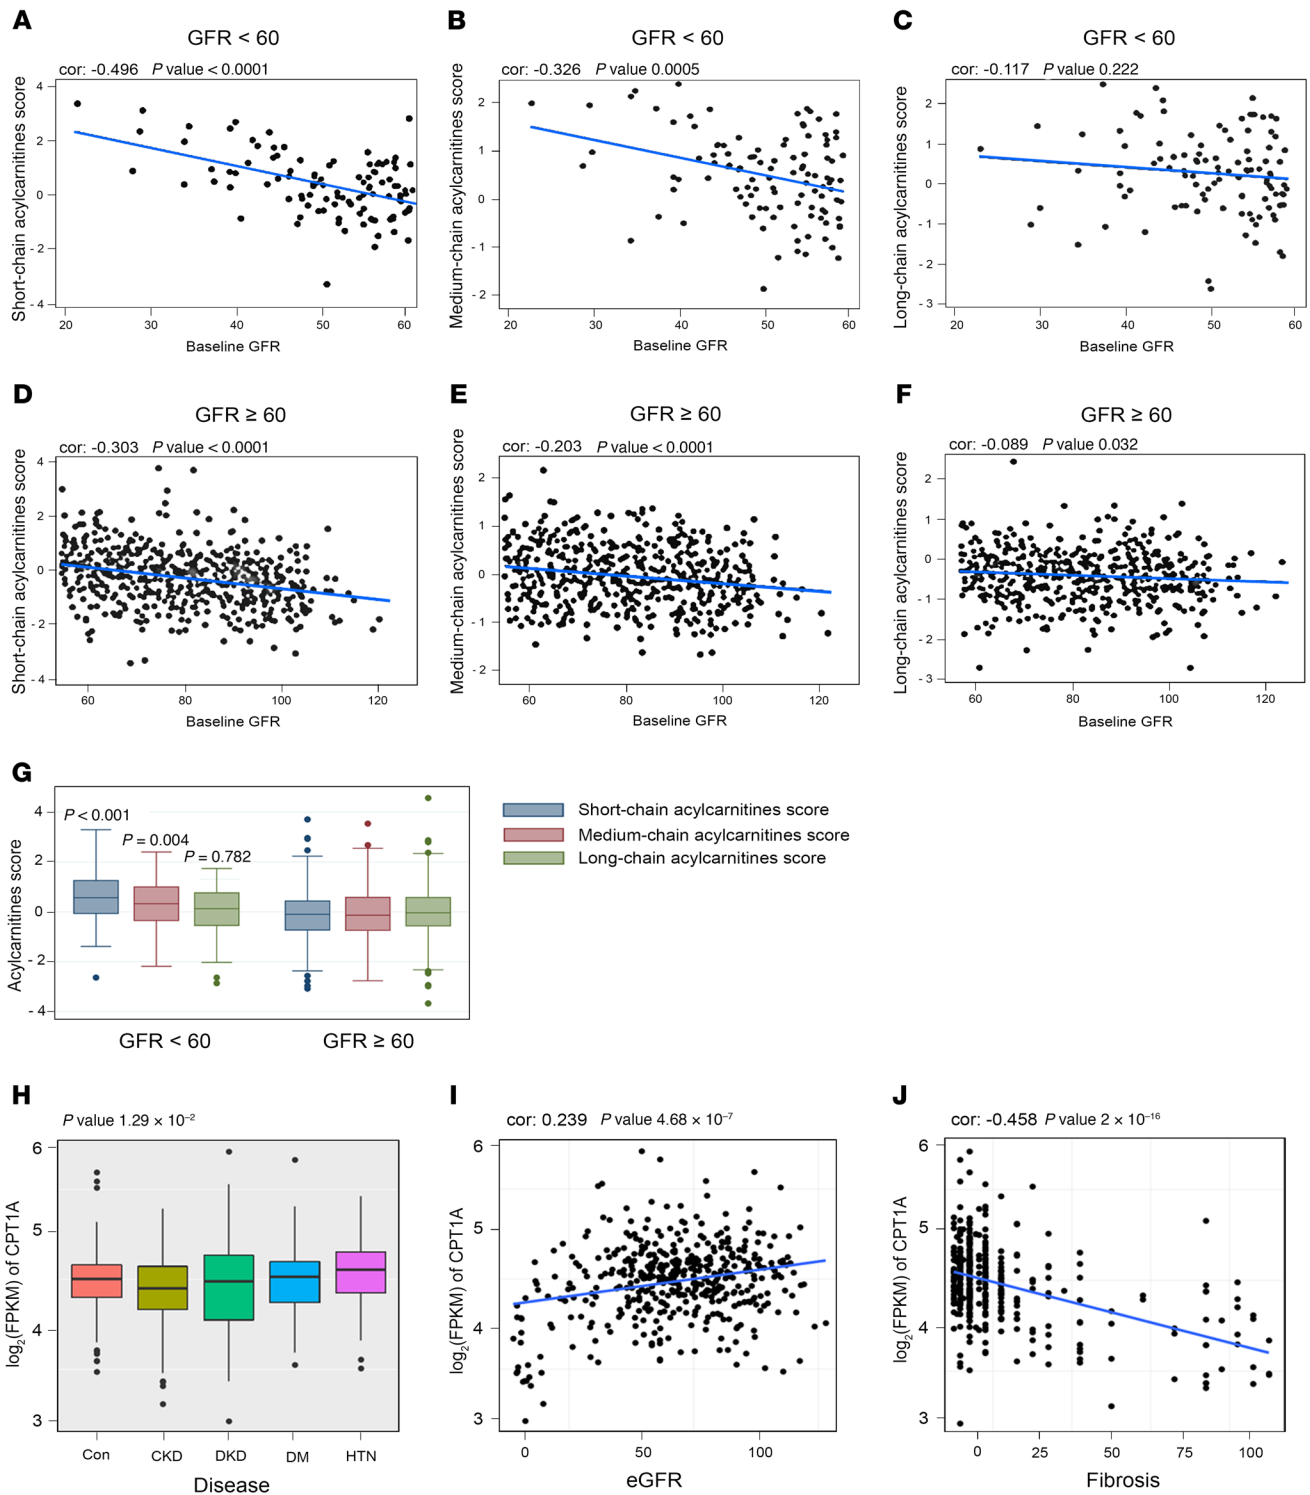 A
GFR < 60
cor: -0.496 P value < 0.0001
Short-chain acylcarnitines score
4
2
0
- 2
- 4
20 30 40 50 60
Baseline GFR
B
GFR < 60
cor: -0.326 P value 0.0005
Medium-chain acylcarnitines score
2
1
0
- 1
- 2
20 30 40 50 60
Baseline GFR
C
GFR < 60
cor: -0.117 P value 0.222
Long-chain acylcarnitines score
2
1
0
- 1
- 2
- 3
20 30 40 50 60
Baseline GFR
D
GFR ≥ 60
cor: -0.303 P value < 0.0001
Short-chain acylcarnitines score
4
2
0
- 2
- 4
60 80 100 120
Baseline GFR
E
GFR ≥ 60
cor: -0.203 P value < 0.0001
Medium-chain acylcarnitines score
2
1
0
- 1
- 2
60 80 100 120
Baseline GFR
F
GFR ≥ 60
cor: -0.089 P value 0.032
Long-chain acylcarnitines score
2
1
0
- 1
- 2
- 3
60 80 100 120
Baseline GFR
G
Acylcarnitines score
4
2
0
- 2
- 4
P < 0.001
P = 0.004
P = 0.782
GFR < 60 GFR ≥ 60
Short-chain acylcarnitines score
Medium-chain acylcarnitines score
Long-chain acylcarnitines score
H
P value 1.29 × 10⁻²
log₂(FPKM) of CPT1A
6
5
4
3
Con CKD DKD DM HTN
Disease
I
cor: 0.239 P value 4.68 × 10⁻⁷
log₂(FPKM) of CPT1A
6
5
4
3
0 50 100
eGFR
J
cor: -0.458 P value 2 × 10⁻¹⁶
log₂(FPKM) of CPT1A
6
5
4
3
0 25 50 75 100
Fibrosis